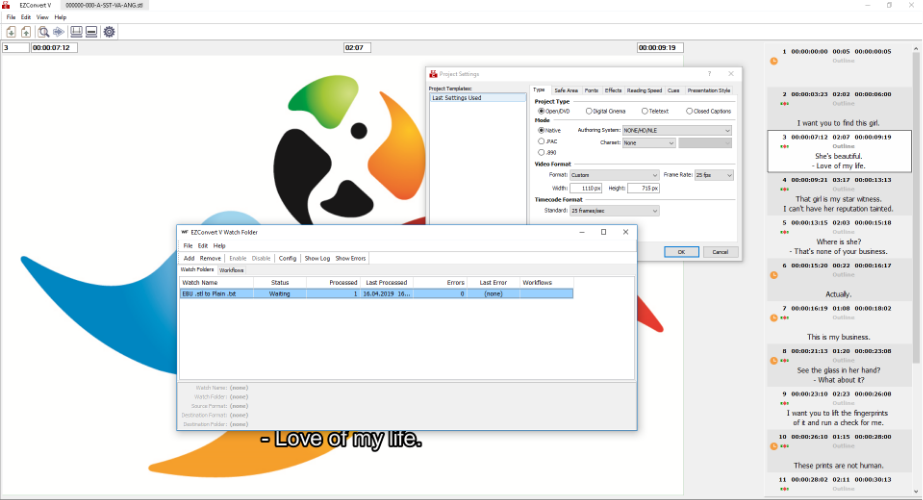 EZConvert V
000000-000-A-SST-VA-ANG.stl
File Edit View Help
3 00:00:07:12 02:07 00:00:09:19
Project Settings
Project Templates:
Last Settings Used
Type Safe Area Fonts Effects Reading Speed Cues Presentation Style
Project Type
Open/DVD Digital Cinema Teletext Closed Captions
Mode
Native Authoring System: NONE/HD/NLE
.PAC Charset: None
.890
Video Format
Format: Custom Frame Rate: 25 fps
Width: 1110 px Height: 715 px
Timecode Format
Standard: 25 frames/sec
OK Cancel
WF EZConvert V Watch Folder
File Edit Help
Add Remove Enable Disable Config Show Log Show Errors
Watch Folders Workflows
Watch Name Status Processed Last Processed Errors Last Error Workflows
EBU .stl to Plain .txt Waiting 1 16.04.2019 16... 0 (none)
Watch Name: (none)
Watch Folder: (none)
Source Format: (none)
Destination Format: (none)
Destination Folder: (none)
- Love of my life.
1 00:00:00:00 00:05 00:00:00:05
Outline
2 00:00:03:23 02:02 00:00:06:00
Outline
I want you to find this girl.
3 00:00:07:12 02:07 00:00:09:19
Outline
She's beautiful.
- Love of my life.
4 00:00:09:21 03:17 00:00:13:13
Outline
That girl is my star witness.
I can't have her reputation tanted.
5 00:00:13:15 02:03 00:00:15:18
Outline
Where is she?
- That's none of your business.
6 00:00:15:20 00:22 00:00:16:17
Outline
Actually.
7 00:00:16:19 01:08 00:00:18:02
Outline
This is my business.
8 00:00:21:13 01:20 00:00:23:08
Outline
See the glass in her hand?
- What about it?
9 00:00:23:10 02:23 00:00:26:08
Outline
I want you to lift the fingerprints
of it and run a check for me.
10 00:00:26:10 01:15 00:00:28:00
Outline
These prints are not human.
11 00:00:28:02 02:11 00:00:30:13
Outline